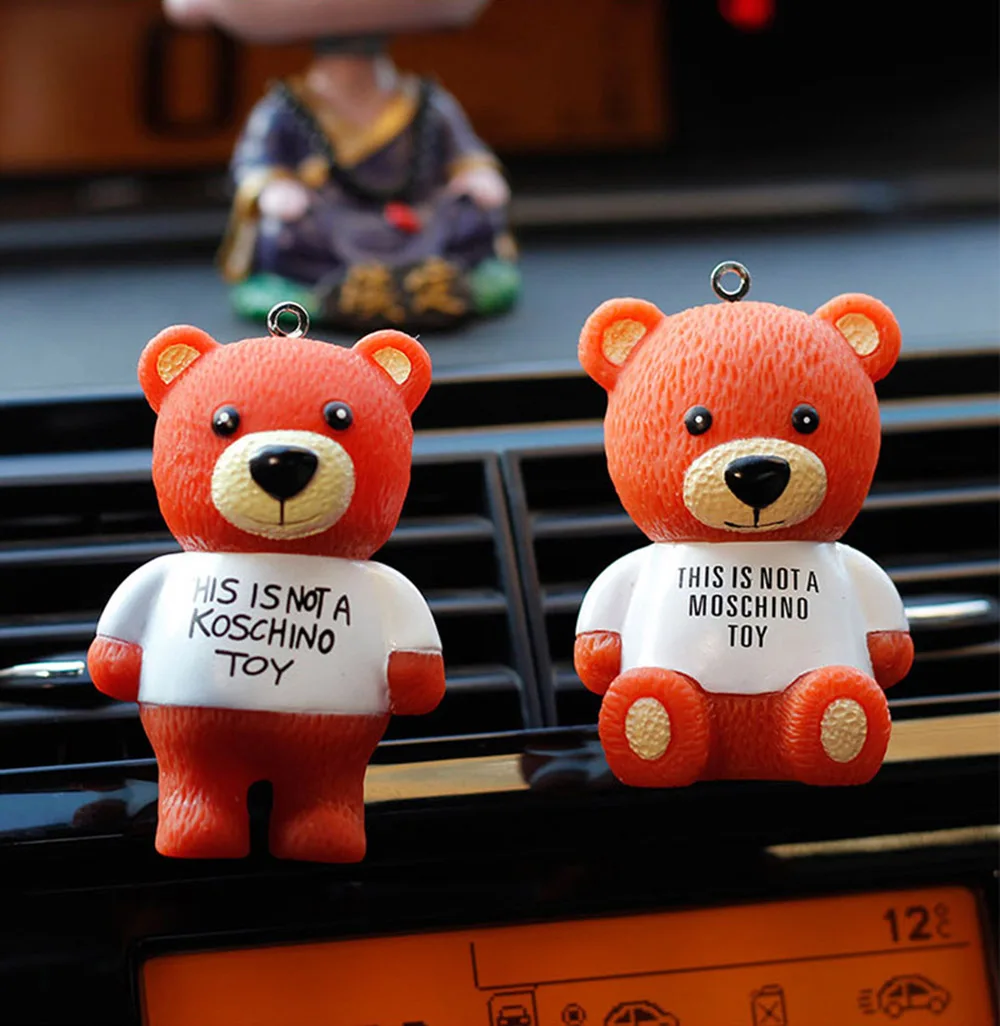 HIS IS NOT A
KOSCHINO
TOY
THIS IS NOT A
MOSCHINO
TOY
12°C